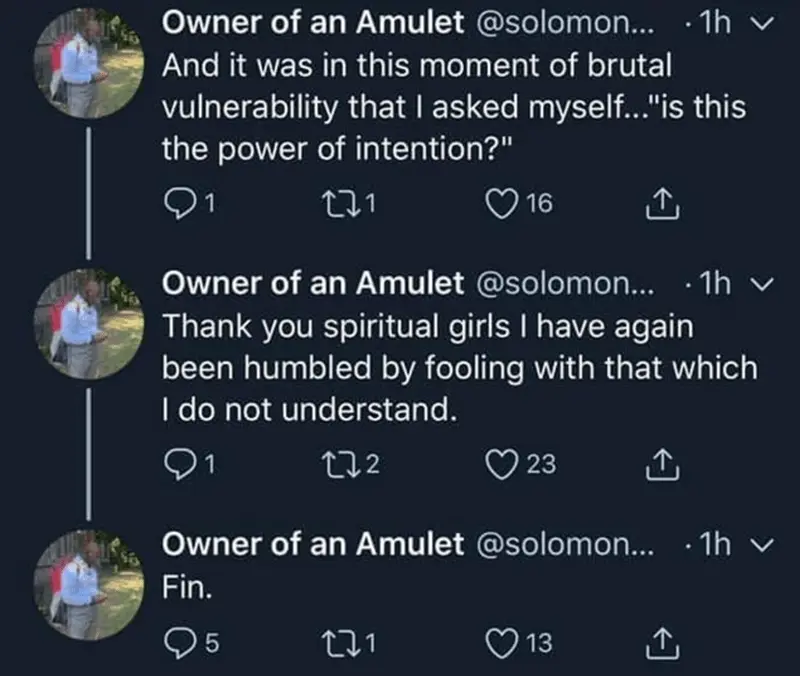 Owner of an Amulet @solomon... · 1h
And it was in this moment of brutal
vulnerability that I asked myself..."is this
the power of intention?"
1 1 16
Owner of an Amulet @solomon... · 1h
Thank you spiritual girls I have again
been humbled by fooling with that which
I do not understand.
1 2 23
Owner of an Amulet @solomon... · 1h
Fin.
5 1 13